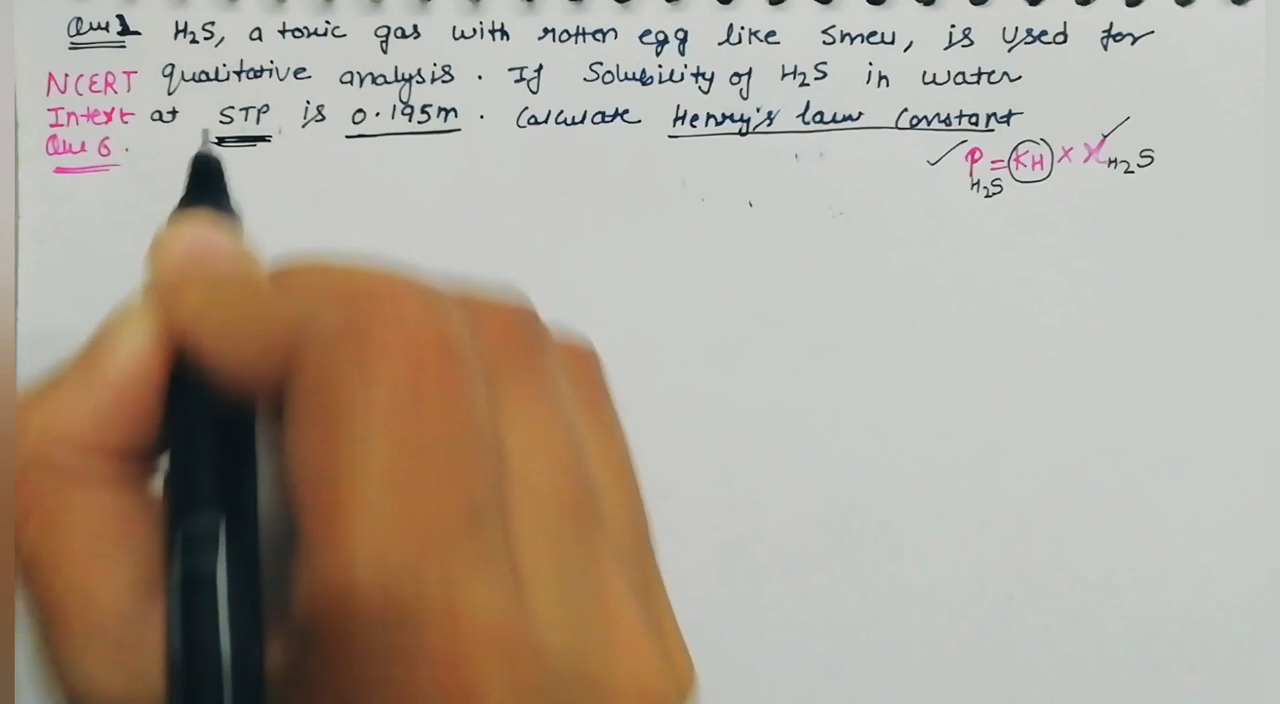 Que 1 H2S, a toxic gas with rotten egg like smell, is used for
NCERT qualitative analysis. If Solubility of H2S in water
Intext at STP is 0.195m. Calculate Henry's law Constant
Que 6.
p H2S = KH × x H2S